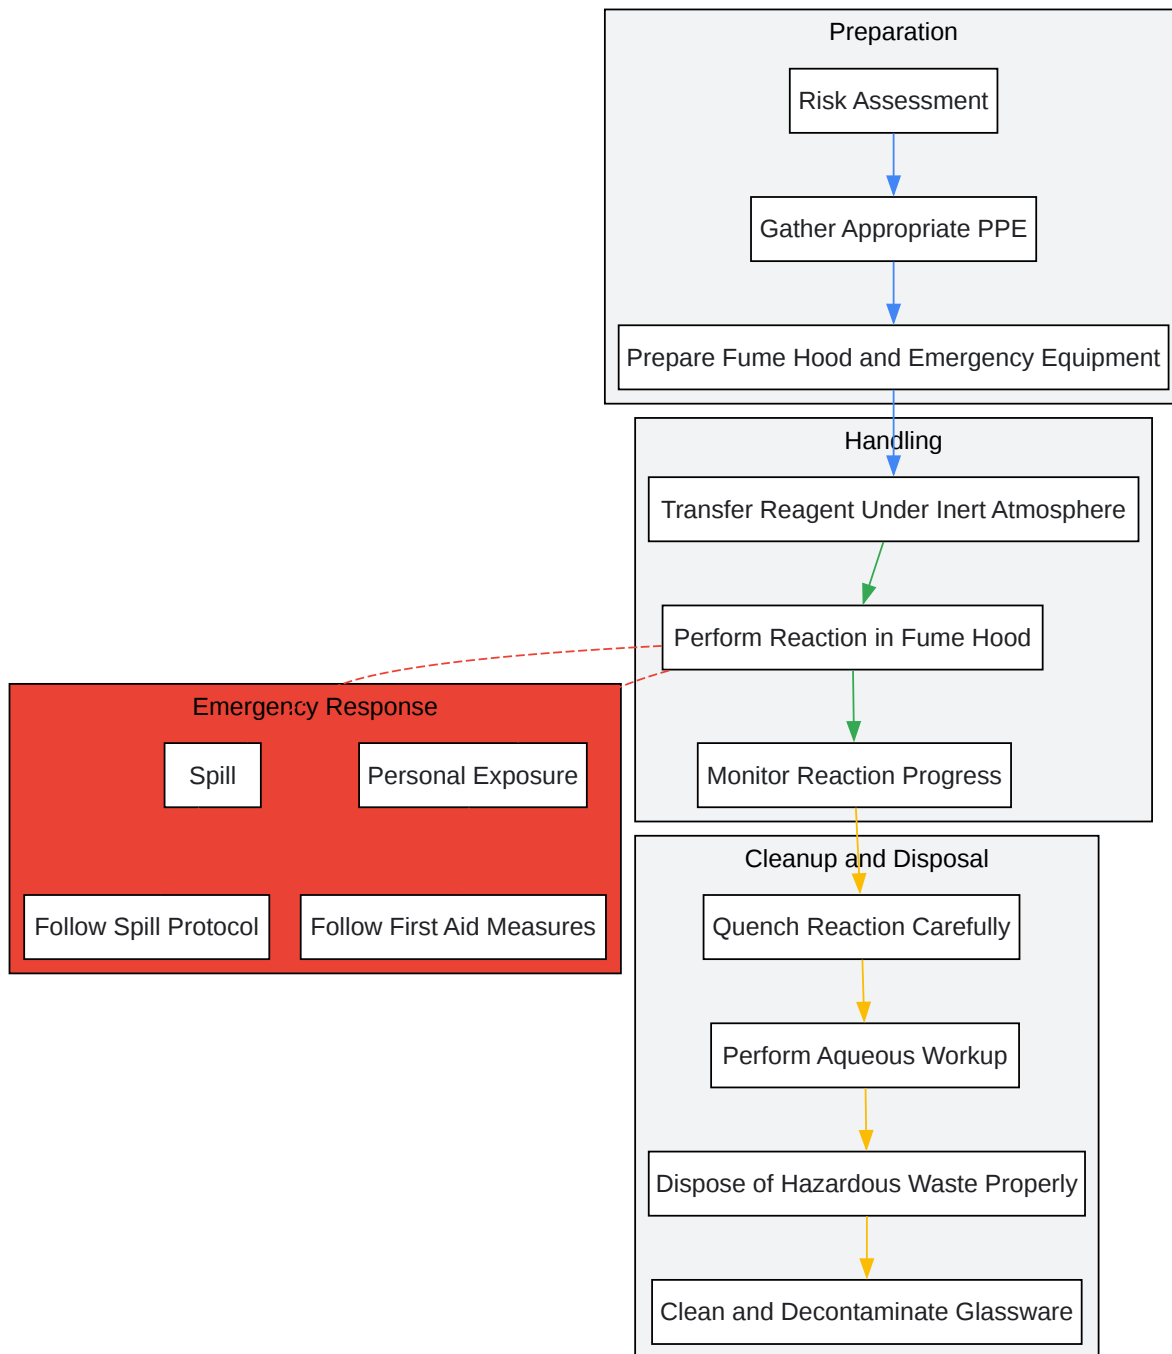 Preparation
Risk Assessment
Gather Appropriate PPE
Prepare Fume Hood and Emergency Equipment
Handling
Transfer Reagent Under Inert Atmosphere
Perform Reaction in Fume Hood
Monitor Reaction Progress
Emergency Response
Spill
Personal Exposure
Follow Spill Protocol
Follow First Aid Measures
Cleanup and Disposal
Quench Reaction Carefully
Perform Aqueous Workup
Dispose of Hazardous Waste Properly
Clean and Decontaminate Glassware